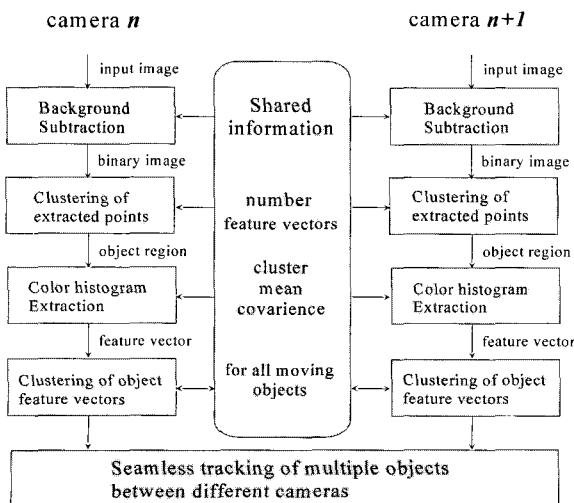 camera n
camera n+1
input image
input image
Background
Subtraction
Shared
information
Background
Subtraction
binary image
binary image
Clustering of
extracted points
number
feature vectors
Clustering of
extracted points
object region
object region
Color histogram
Extraction
cluster
mean
covarience
Color histogram
Extraction
feature vector
feature vector
Clustering of object
feature vectors
for all moving
objects
Clustering of object
feature vectors
Seamless tracking of multiple objects
between different cameras